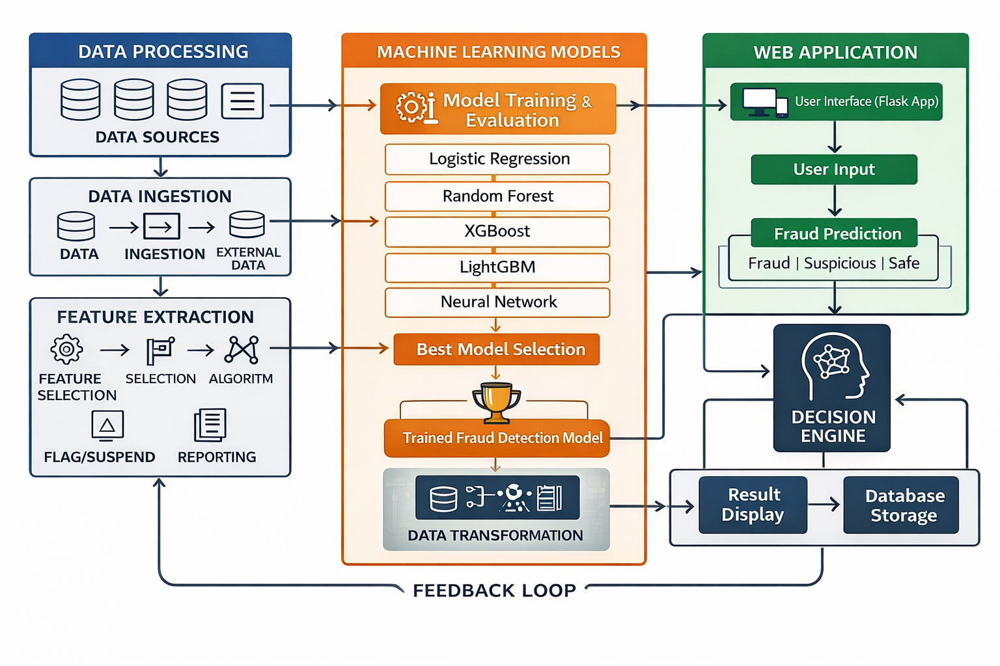 DATA PROCESSING
DATA SOURCES
DATA INGESTION
DATA
INGESTION
EXTERNAL
DATA
FEATURE EXTRACTION
FEATURE
SELECTION
SELECTION
ALGORITM
FLAG/SUSPEND
REPORTING
MACHINE LEARNING MODELS
Model Training &
Evaluation
Logistic Regression
Random Forest
XGBoost
LightGBM
Neural Network
Best Model Selection
Trained Fraud Detection Model
DATA TRANSFORMATION
WEB APPLICATION
User Interface (Flask App)
User Input
Fraud Prediction
Fraud | Suspicious | Safe
DECISION
ENGINE
Result
Display
Database
Storage
FEEDBACK LOOP